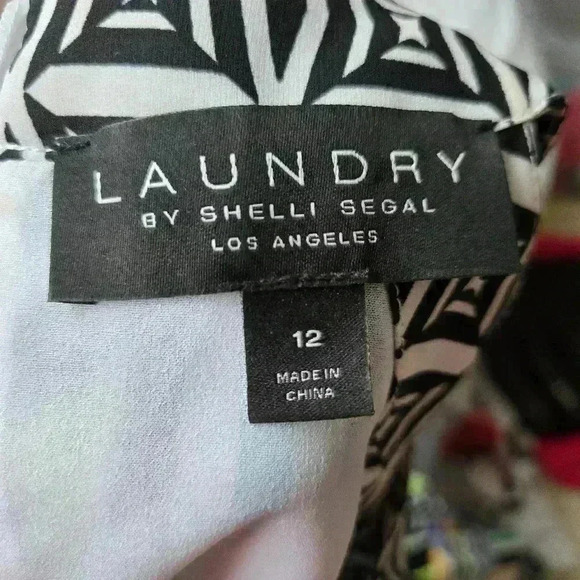 LAUNDRY
BY SHELLI SEGAL
LOS ANGELES
12
MADE IN
CHINA